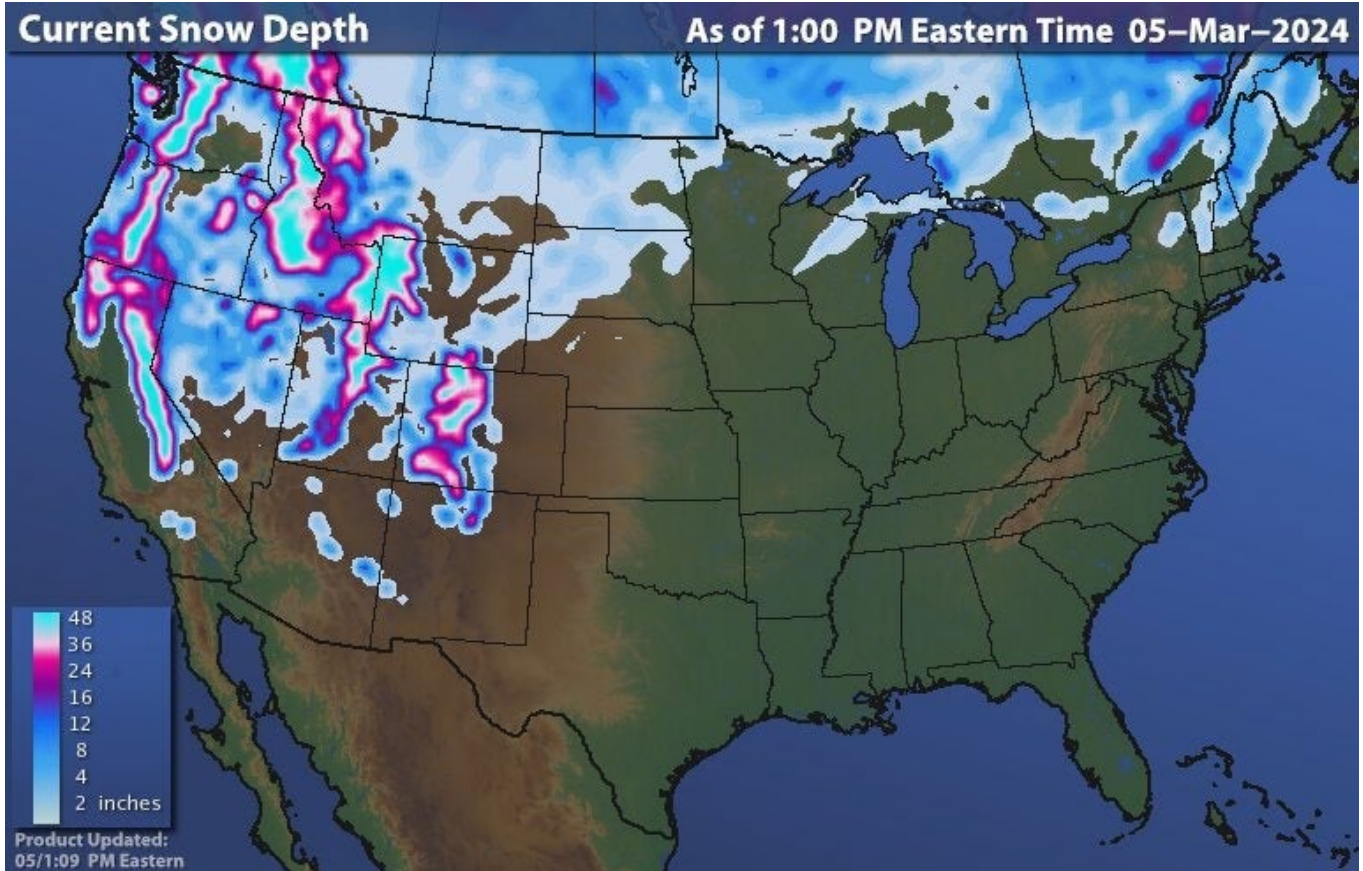 Current Snow Depth
As of 1:00 PM Eastern Time 05-Mar-2024
48
36
24
16
12
8
4
2 inches
Product Updated:
05/1:09 PM Eastern